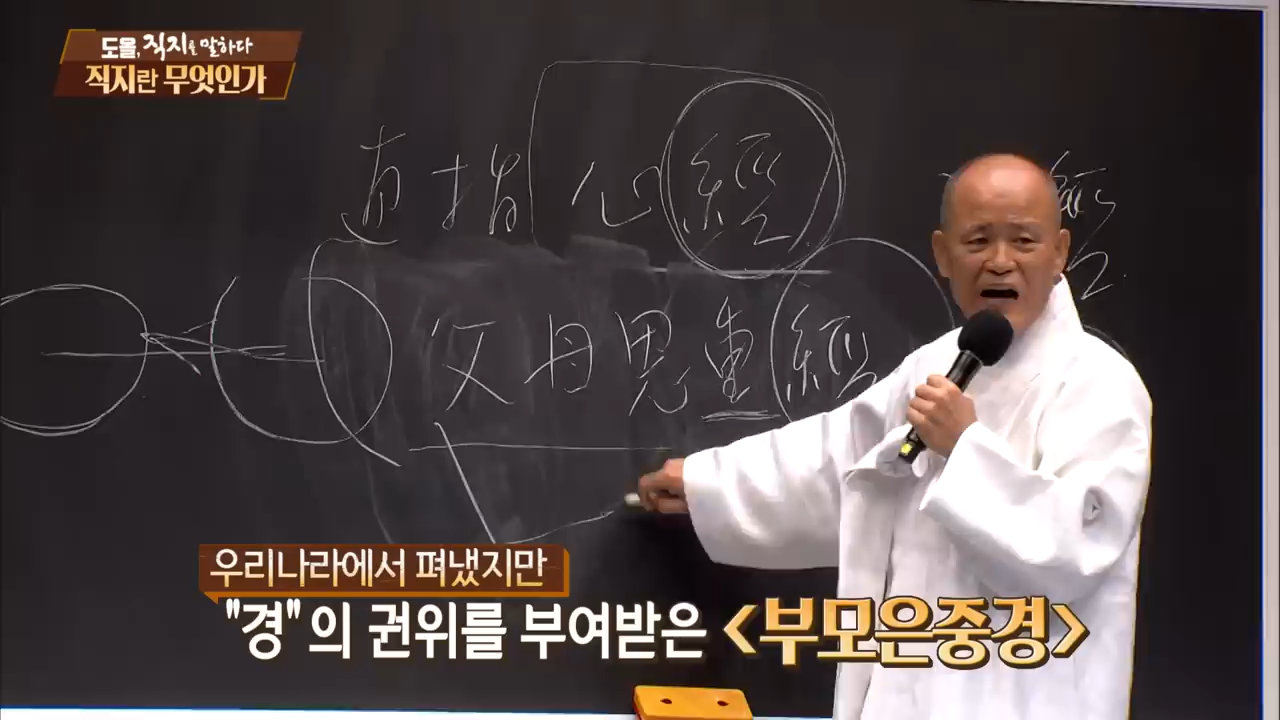 도올, 직지를 말하다
직지란 무엇인가
直指心經
經
父母恩重經
우리나라에서 펴냈지만
"경"의 권위를 부여받은 <부모은중경>